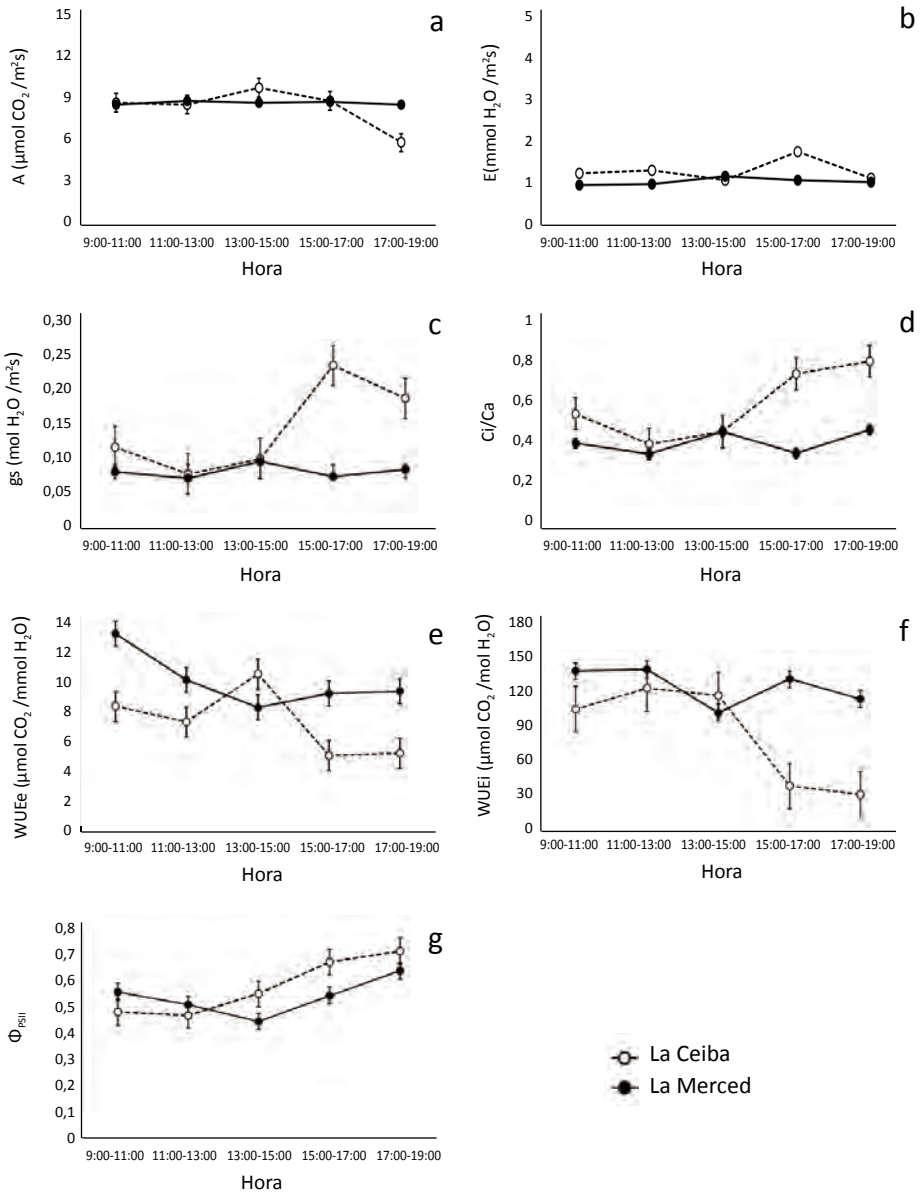 a
A (µmol CO₂ /m²s)
15
12
9
6
3
0
9:00-11:00 11:00-13:00 13:00-15:00 15:00-17:00 17:00-19:00
Hora
b
E(mmol H₂O /m²s)
5
4
3
2
1
0
9:00-11:00 11:00-13:00 13:00-15:00 15:00-17:00 17:00-19:00
Hora
c
gs (mol H₂O /m²s)
0,30
0,25
0,20
0,15
0,10
0,05
0
9:00-11:00 11:00-13:00 13:00-15:00 15:00-17:00 17:00-19:00
Hora
d
Ci/Ca
1
0,8
0,6
0,4
0,2
0
9:00-11:00 11:00-13:00 13:00-15:00 15:00-17:00 17:00-19:00
Hora
e
WUEe (µmol CO₂ /mmol H₂O)
14
12
10
8
6
4
2
0
9:00-11:00 11:00-13:00 13:00-15:00 15:00-17:00 17:00-19:00
Hora
f
WUEi (µmol CO₂ /mol H₂O)
180
150
120
90
60
30
0
9:00-11:00 11:00-13:00 13:00-15:00 15:00-17:00 17:00-19:00
Hora
g
Φ_PSII
0,8
0,7
0,6
0,5
0,4
0,3
0,2
0,1
0
9:00-11:00 11:00-13:00 13:00-15:00 15:00-17:00 17:00-19:00
Hora
La Ceiba
La Merced